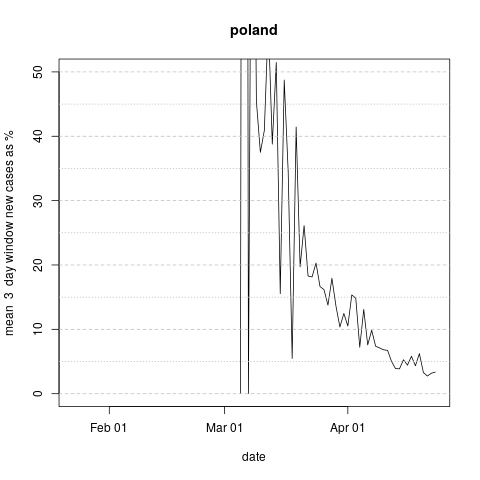 poland
50
40
30
20
10
0
mean 3 day window new cases as %
Feb 01
Mar 01
Apr 01
date